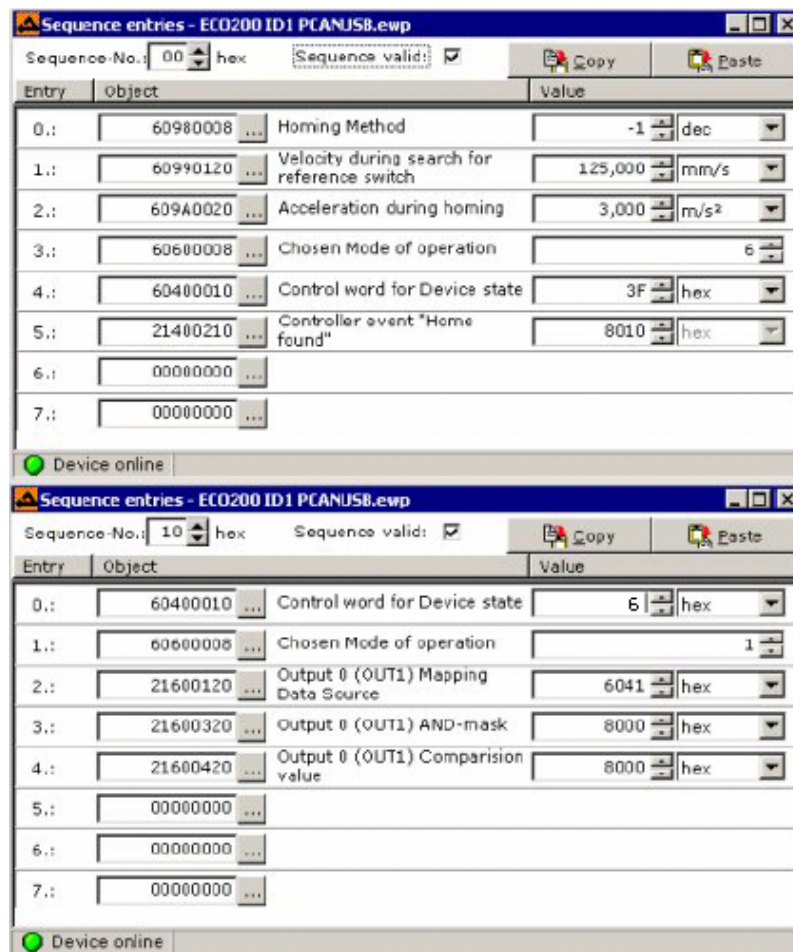 Sequence entries - ECO200 ID1 PCANUSB.ewp
Sequence-No.: 00 hex Sequence valid: Copy Paste
Entry Object Value
0.: 60980008 ... Homing Method -1 dec
1.: 60990120 ... Velocity during search for reference switch 125,000 mm/s
2.: 609A0020 ... Acceleration during homing 3,000 m/s²
3.: 60600008 ... Chosen Mode of operation 6
4.: 60400010 ... Control word for Device state 3F hex
5.: 21400210 ... Controller event "Home found" 8010 hex
6.: 00000000 ...
7.: 00000000 ...
Device online
Sequence entries - ECO200 ID1 PCANUSB.ewp
Sequence-No.: 10 hex Sequence valid: Copy Paste
Entry Object Value
0.: 60400010 ... Control word for Device state 6 hex
1.: 60600008 ... Chosen Mode of operation 1
2.: 21600120 ... Output 0 (OUT1) Mapping Data Source 6041 hex
3.: 21600320 ... Output 0 (OUT1) AND-mask 8000 hex
4.: 21600420 ... Output 0 (OUT1) Comparision value 8000 hex
5.: 00000000 ...
6.: 00000000 ...
7.: 00000000 ...
Device online